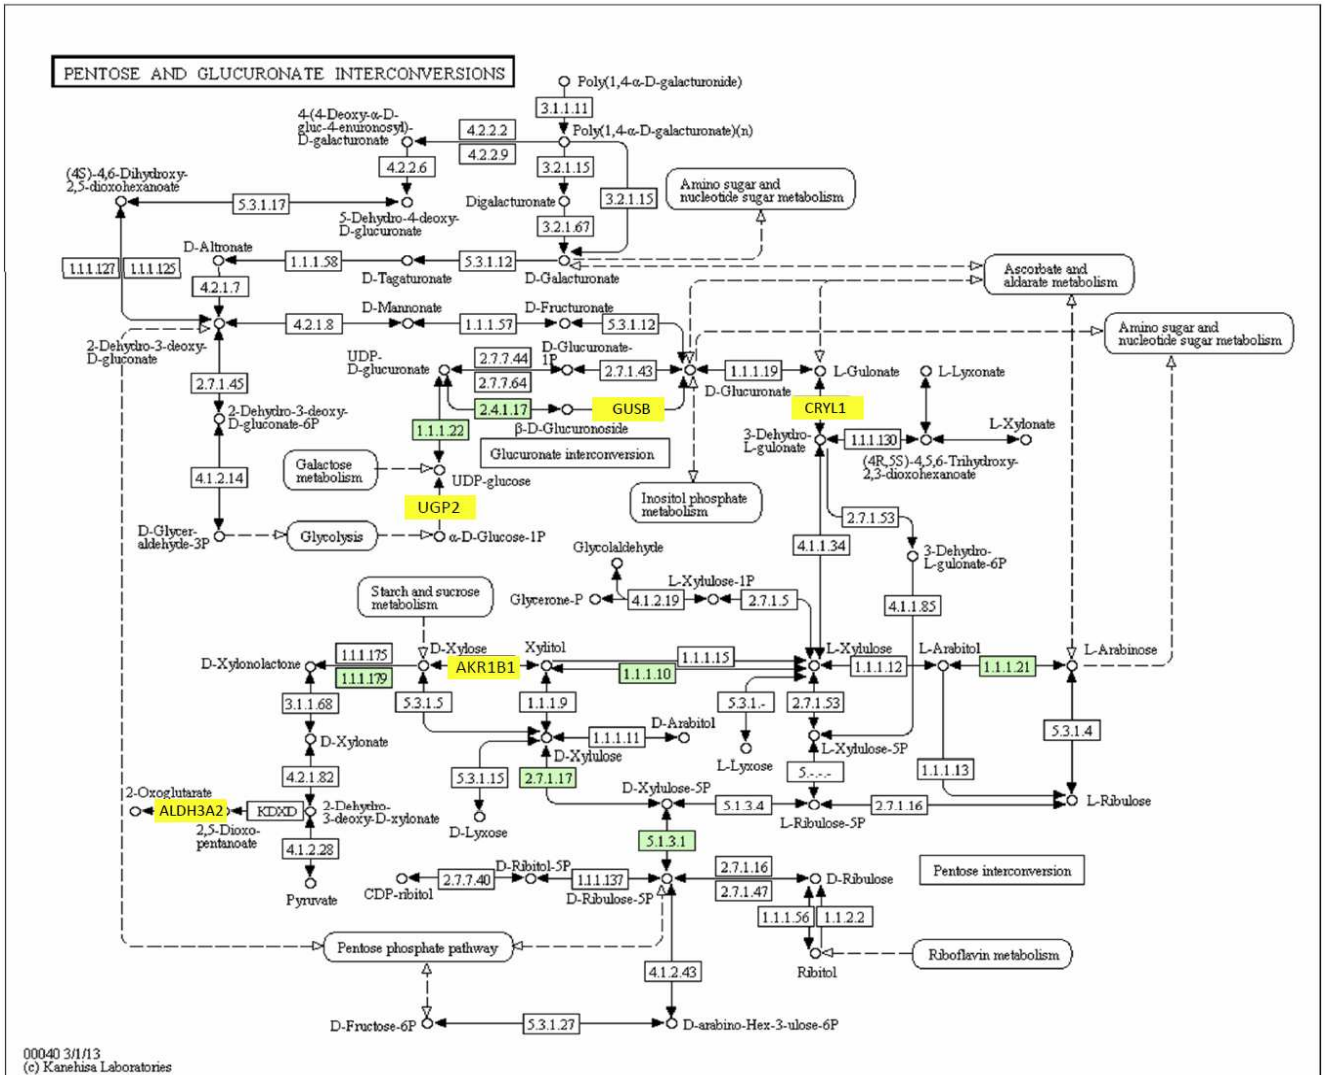 PENTOSE AND GLUCURONATE INTERCONVERSIONS
Poly(1,4-α-D-galacturonide)
3.1.1.11
4-(4-Deoxy-α-D-
gluc-4-enuronosyl)-
D-galacturonate
4.2.2.2
4.2.2.9
Poly(1,4-α-D-galacturonate)(n)
4.2.2.6
3.2.1.15
3.2.1.15
(4S)-4,6-Dihydroxy-
2,5-dioxohexanoate
5.3.1.17
5-Dehydro-4-deoxy-
D-glucuronate
Digalacturonate
3.2.1.67
Amino sugar and
nucleotide sugar metabolism
D-Altronate
1.1.1.58
D-Tagaturonate
5.3.1.12
D-Galacturonate
1.1.1.127
1.1.1.125
4.2.1.7
Ascorbate and
aldarate metabolism
D-Mannonate
D-Fructuronate
4.2.1.8
1.1.1.57
5.3.1.12
Amino sugar and
nucleotide sugar metabolism
2-Dehydro-3-deoxy-
D-gluconate
UDP-
D-glucuronate
2.7.7.44
2.7.7.64
D-Glucuronate-
1P
2.7.1.43
D-Glucuronate
1.1.1.19
L-Gulonate
L-Lyxonate
2.7.1.45
2.4.1.17
GUSB
CRYL1
2-Dehydro-3-deoxy-
D-gluconate-6P
1.1.1.22
β-D-Glucuronoside
3-Dehydro-
L-gulonate
1.1.1.130
L-Xylonate
Glucuronate interconversion
(4R,5S)-4,5,6-Trihydroxy-
2,3-dioxohexanoate
4.1.2.14
Galactose
metabolism
UDP-glucose
Inositol phosphate
metabolism
UGP2
2.7.1.53
D-Glycer-
aldehyde-3P
Glycolysis
α-D-Glucose-1P
4.1.1.34
3-Dehydro-
L-gulonate-6P
Glycolaldehyde
L-Xylulose-1P
Starch and sucrose
metabolism
Glycerone-P
4.1.2.19
2.7.1.5
4.1.1.85
D-Xylonolactone
1.1.1.175
1.1.1.179
D-Xylose
AKR1B1
Xylitol
1.1.1.15
1.1.1.10
L-Xylulose
1.1.1.12
L-Arabitol
1.1.1.21
L-Arabinose
3.1.1.68
5.3.1.5
1.1.1.9
5.3.1.-
2.7.1.53
D-Xylonate
D-Xylulose
1.1.1.11
D-Arabitol
L-Lyxose
L-Xylulose-5P
5.3.1.4
4.2.1.82
5.3.1.15
2.7.1.17
5.-.-.-
1.1.1.13
2-Oxoglutarate
ALDH3A2
KDXD
2,5-Dioxo-
pentanoate
2-Dehydro-
3-deoxy-D-xylonate
D-Lyxose
D-Xylulose-5P
5.1.3.4
L-Ribulose-5P
2.7.1.16
L-Ribulose
4.1.2.28
5.1.3.1
Pyruvate
CDP-ribitol
2.7.7.40
D-Ribitol-5P
1.1.1.137
D-Ribulose-5P
2.7.1.16
2.7.1.47
D-Ribulose
Pentose interconversion
1.1.1.56
1.1.2.2
Pentose phosphate pathway
Ribitol
Riboflavin metabolism
4.1.2.43
D-Fructose-6P
5.3.1.27
D-arabino-Hex-3-ulose-6P
00040 3/1/13
(c) Kanehisa Laboratories